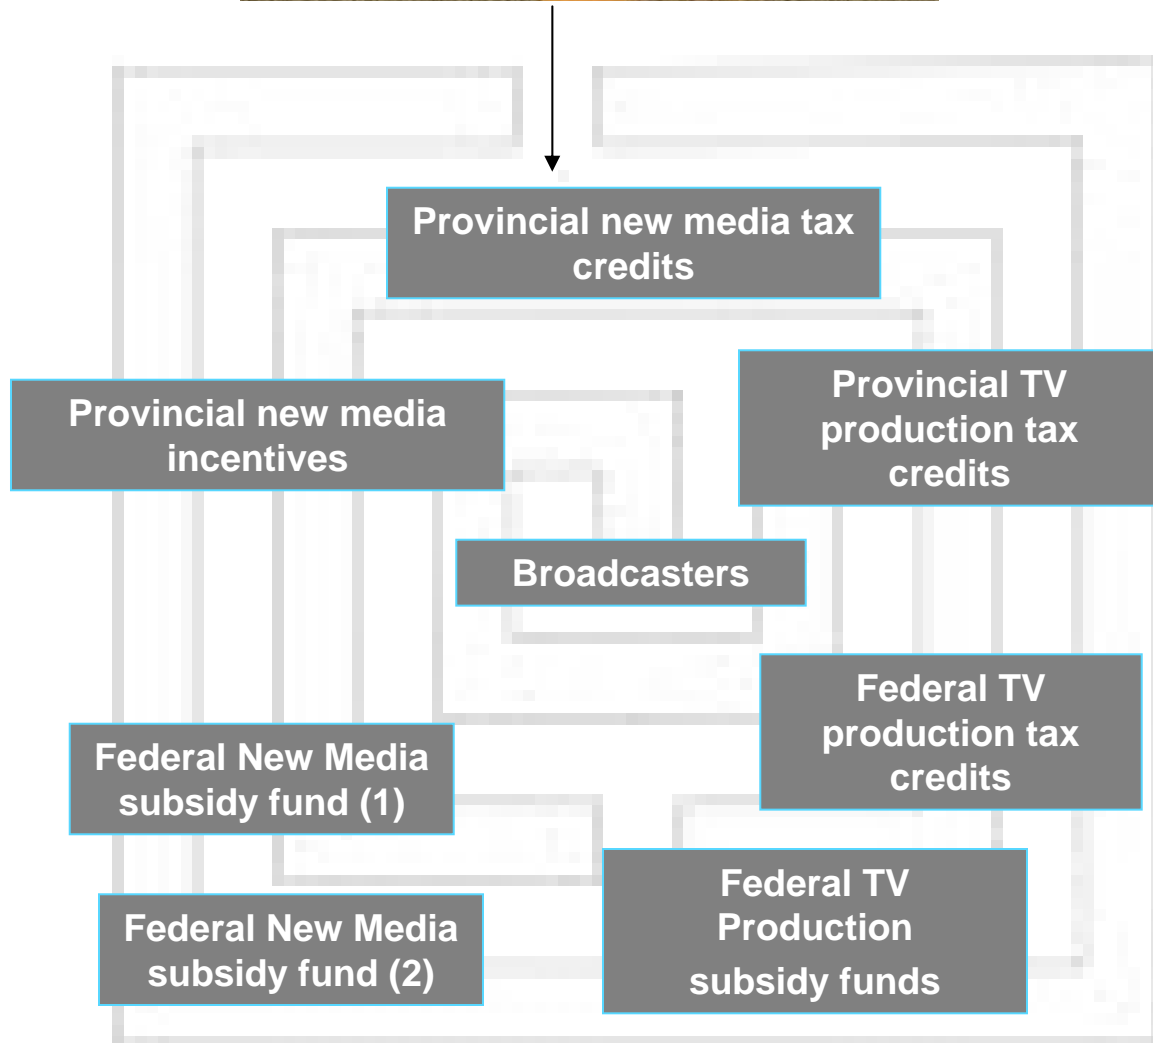 Provincial new media tax
credits
Provincial TV
production tax
credits
Provincial new media
incentives
Broadcasters
Federal TV
production tax
credits
Federal New Media
subsidy fund (1)
Federal TV
Production
subsidy funds
Federal New Media
subsidy fund (2)